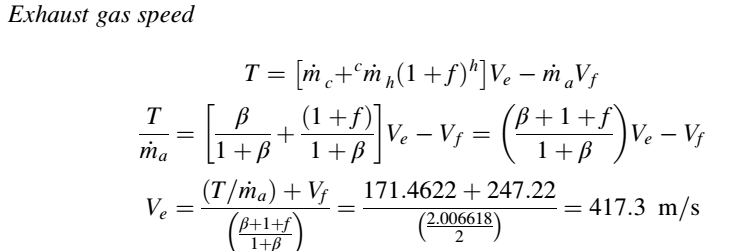 Exhaust gas speed
T = [ṁ_c +^c ṁ_h (1 + f)^h] V_e − ṁ_a V_f
T/ṁ_a = [β/(1 + β) + (1 + f)/(1 + β)] V_e − V_f = ((β + 1 + f)/(1 + β)) V_e − V_f
V_e = ((T/ṁ_a) + V_f)/((β+1+f)/(1+β)) = (171.4622 + 247.22)/((2.006618)/2) = 417.3 m/s